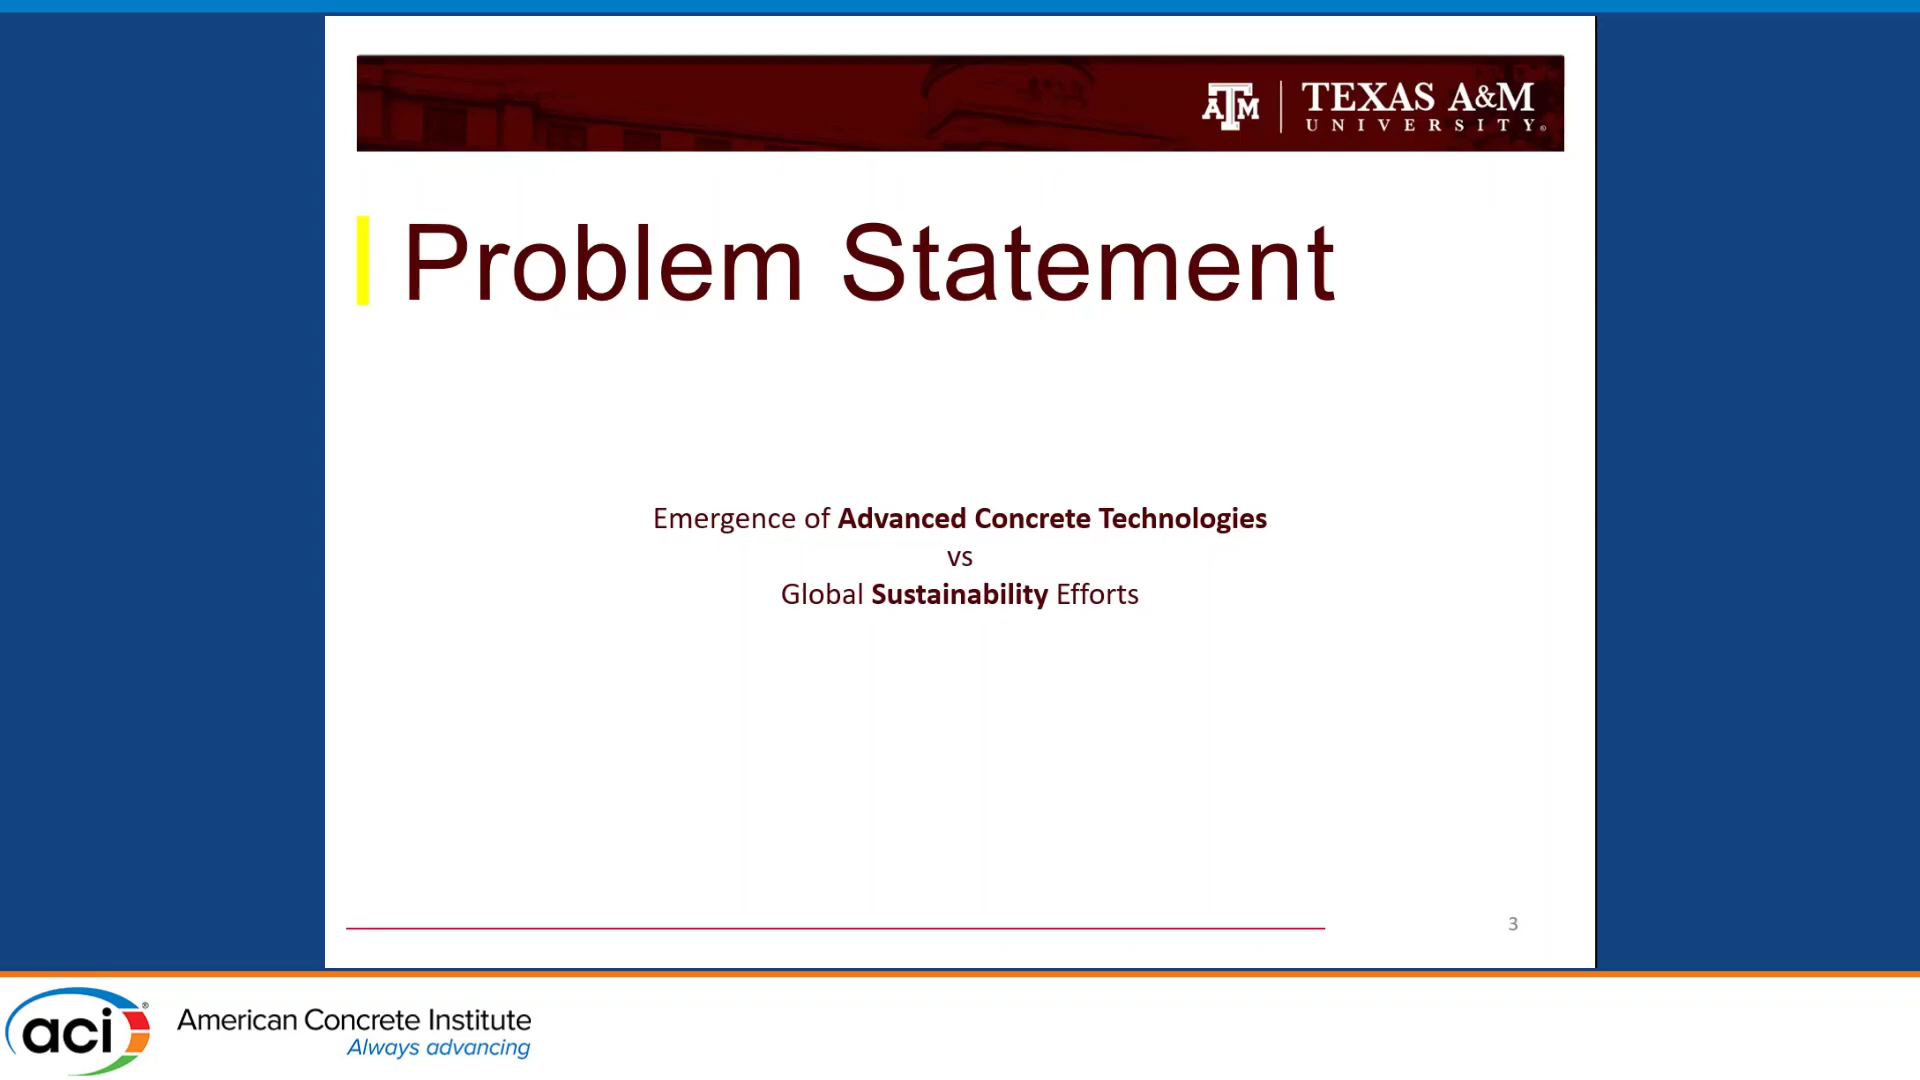 ATM
TEXAS A&M
UNIVERSITY®
Problem Statement
Emergence of Advanced Concrete Technologies
vs
Global Sustainability Efforts
3
aci®
American Concrete Institute
Always advancing